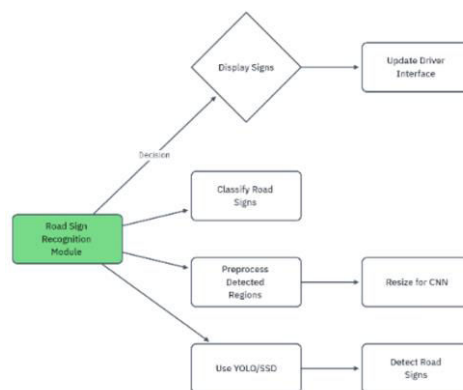 Display Signs
Update Driver
Interface
Decision
Classify Road
Signs
Road Sign
Recognition
Module
Preprocess
Detected
Regions
Resize for CNN
Use YOLO/SSD
Detect Road
Signs